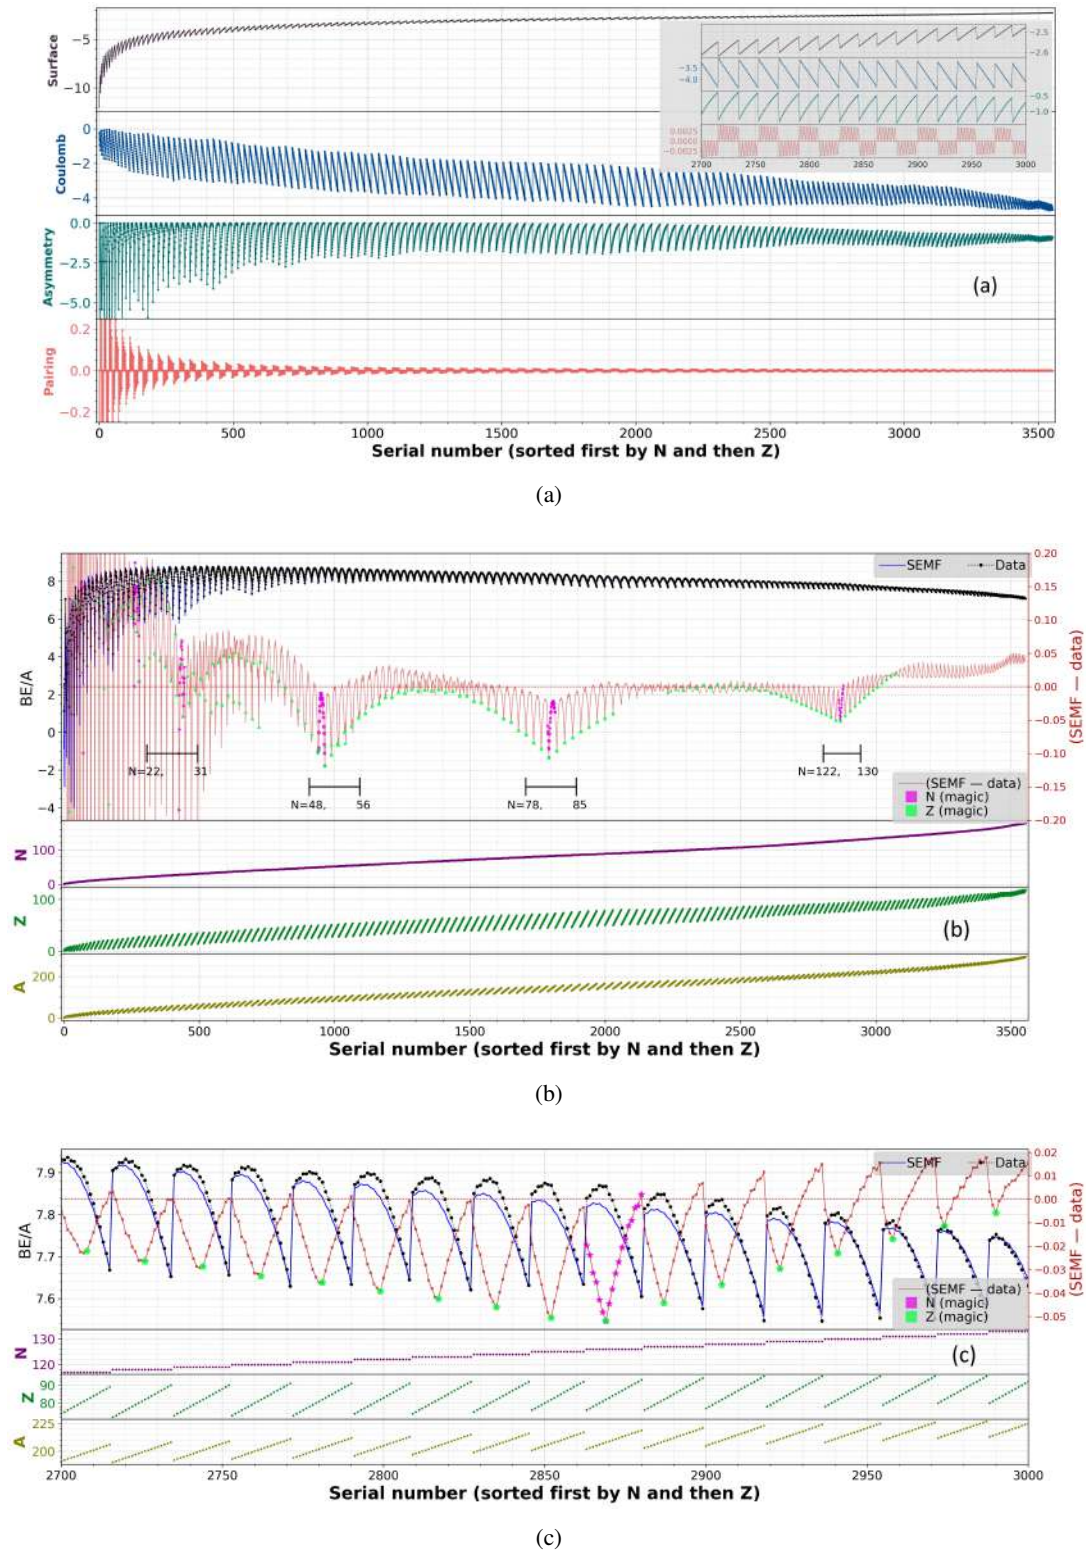 Surface
−5
−10
−2.5
−2.6
−3.5
−4.0
−0.5
−1.0
0.0025
0.0000
−0.0025
2700 2750 2800 2850 2900 2950 3000
Coulomb
0
−2
−4
Asymmetry
0.0
−2.5
−5.0
(a)
Pairing
0.2
0.0
−0.2
0 500 1000 1500 2000 2500 3000 3500
Serial number (sorted first by N and then Z)
(a)
BE/A
8
6
4
2
0
−2
−4
SEMF Data
0.20
0.15
0.10
0.05
0.00
−0.05
−0.10
−0.15
−0.20
(SEMF — data)
N=22, 31
N=48, 56
N=78, 85
N=122, 130
(SEMF — data)
N (magic)
Z (magic)
N
100
0
Z
100
0
(b)
A
200
0
0 500 1000 1500 2000 2500 3000 3500
Serial number (sorted first by N and then Z)
(b)
BE/A
7.9
7.8
7.7
7.6
SEMF Data
0.02
0.01
0.00
−0.01
−0.02
−0.03
−0.04
−0.05
(SEMF — data)
(SEMF — data)
N (magic)
Z (magic)
N
130
120
(c)
Z
90
80
A
225
200
2700 2750 2800 2850 2900 2950 3000
Serial number (sorted first by N and then Z)
(c)